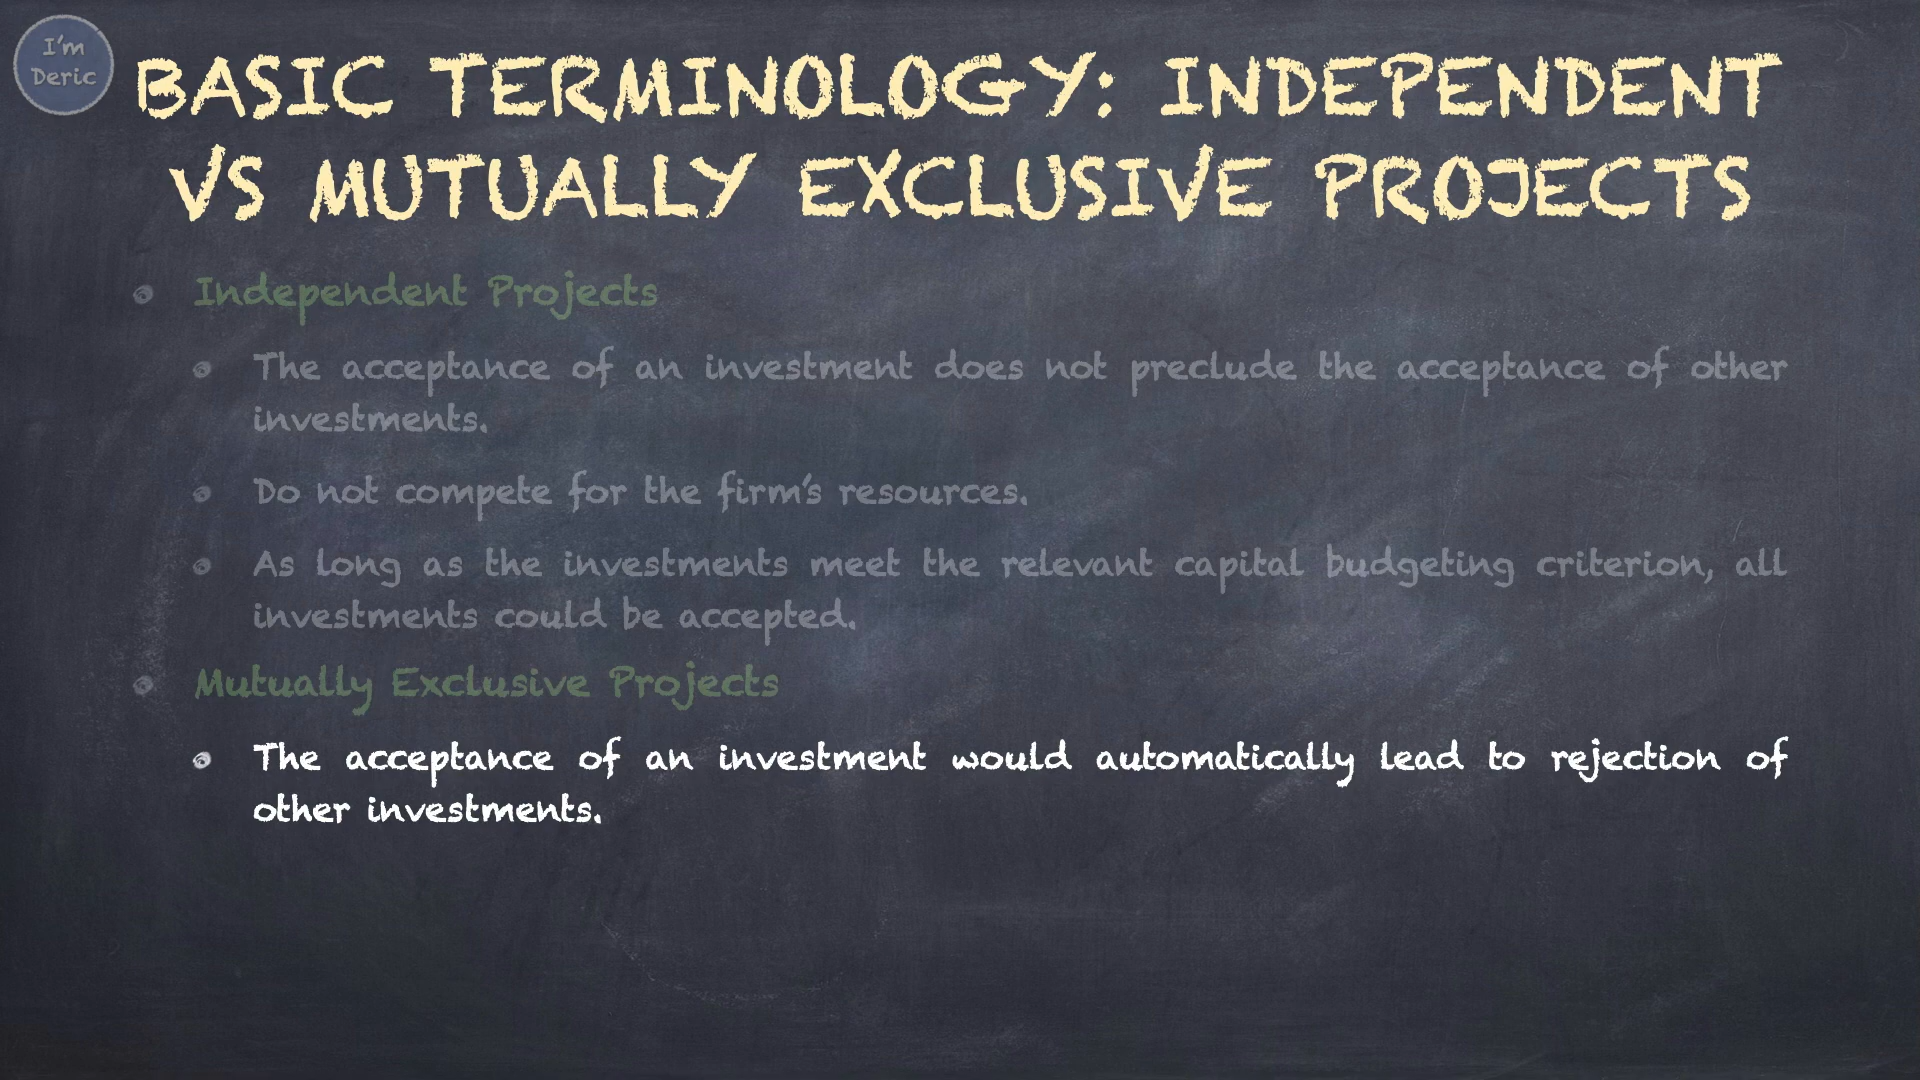 I'm
Deric
BASIC TERMINOLOGY: INDEPENDENT
VS MUTUALLY EXCLUSIVE PROJECTS
Independent Projects
The acceptance of an investment does not preclude the acceptance of other
investments.
Do not compete for the firm's resources.
As long as the investments meet the relevant capital budgeting criterion, all
investments could be accepted.
Mutually Exclusive Projects
The acceptance of an investment would automatically lead to rejection of
other investments.